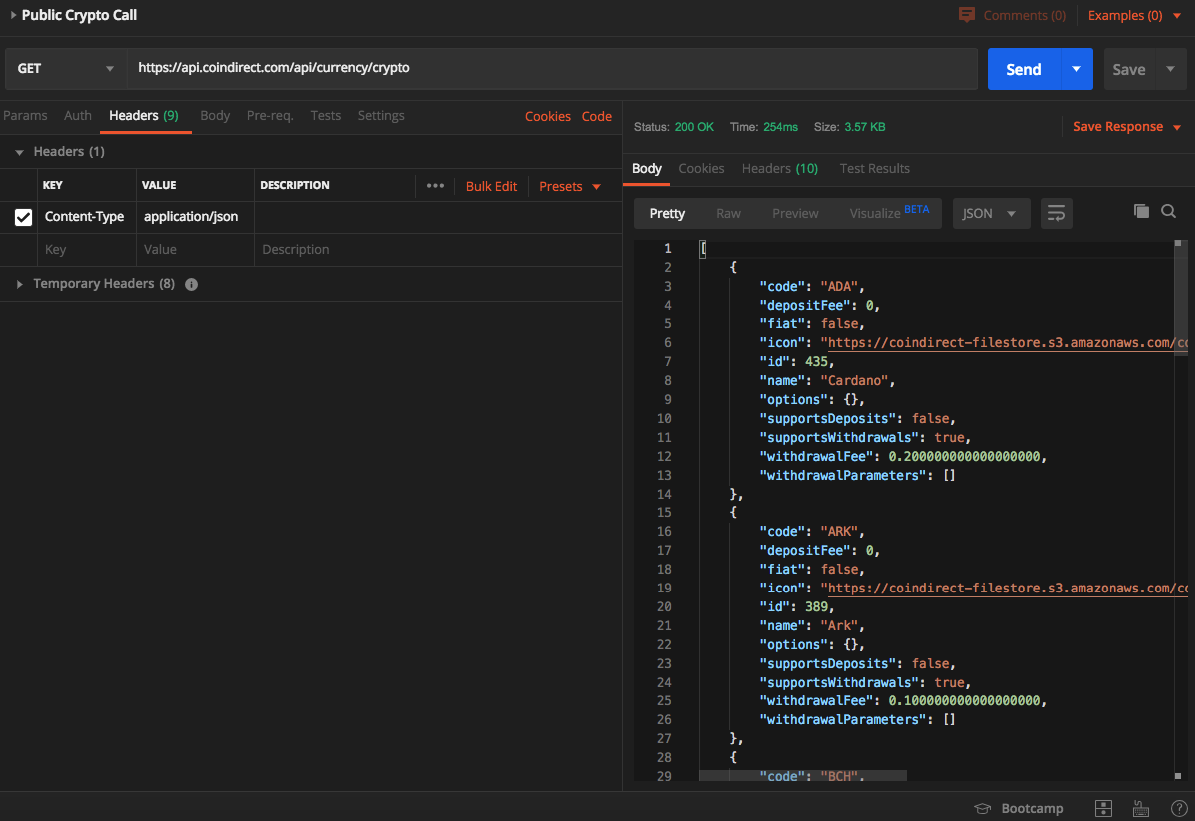 Public Crypto Call
Comments (0) Examples (0)
GET https://api.coindirect.com/api/currency/crypto Send Save
Params Auth Headers (9) Body Pre-req. Tests Settings Cookies Code
Headers (1)
KEY VALUE DESCRIPTION ••• Bulk Edit Presets
Content-Type application/json
Key Value Description
Temporary Headers (8)
Status: 200 OK Time: 254ms Size: 3.57 KB Save Response
Body Cookies Headers (10) Test Results
Pretty Raw Preview Visualize BETA JSON
1 [
2 {
3 "code": "ADA",
4 "depositFee": 0,
5 "fiat": false,
6 "icon": "https://coindirect-filestore.s3.amazonaws.com/co
7 "id": 435,
8 "name": "Cardano",
9 "options": {},
10 "supportsDeposits": false,
11 "supportsWithdrawals": true,
12 "withdrawalFee": 0.200000000000000000,
13 "withdrawalParameters": []
14 },
15 {
16 "code": "ARK",
17 "depositFee": 0,
18 "fiat": false,
19 "icon": "https://coindirect-filestore.s3.amazonaws.com/co
20 "id": 389,
21 "name": "Ark",
22 "options": {},
23 "supportsDeposits": false,
24 "supportsWithdrawals": true,
25 "withdrawalFee": 0.100000000000000000,
26 "withdrawalParameters": []
27 },
28 {
29 "code": "BCH",
Bootcamp